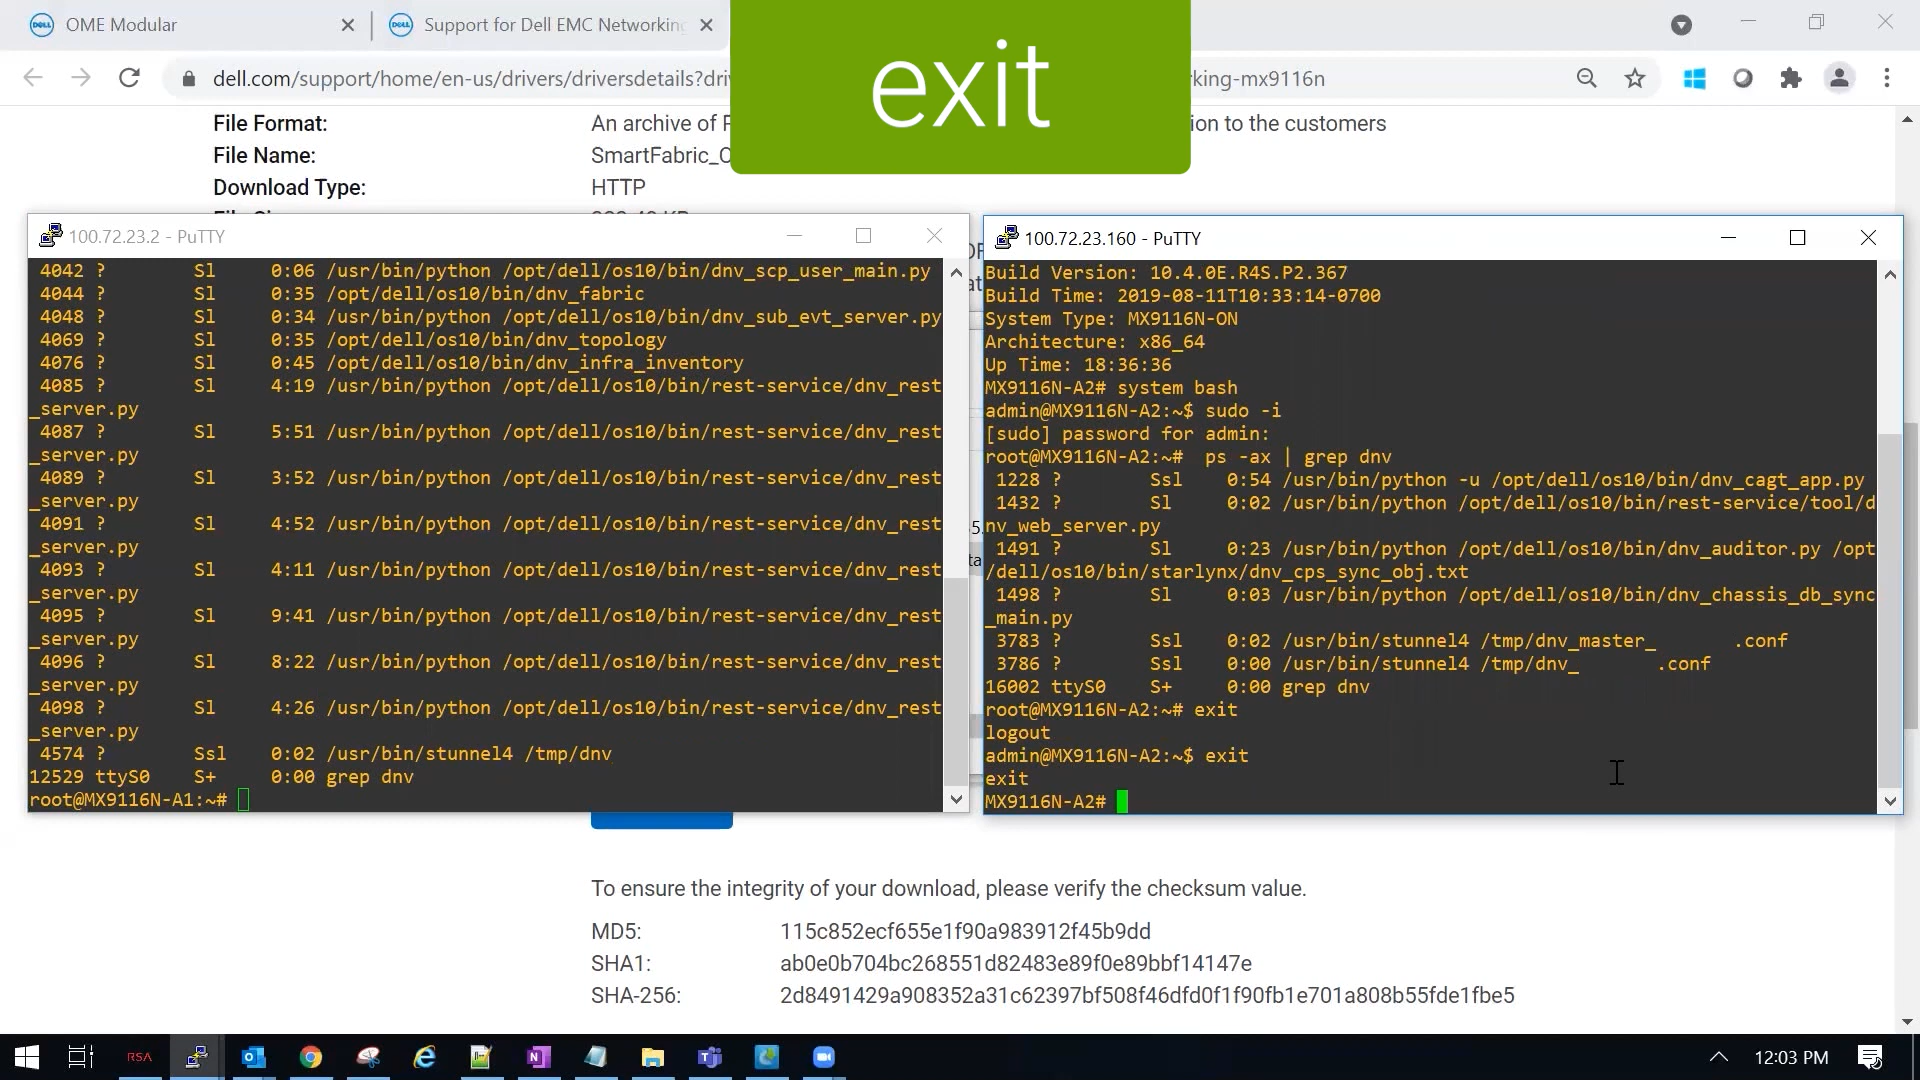 OME Modular
Support for Dell EMC Networking
exit
dell.com/support/home/en-us/drivers/driversdetails?dri
rking-mx9116n
File Format:
An archive of
ion to the customers
File Name:
SmartFabric_
Download Type:
HTTP
100.72.23.2 - PuTTY
4042 ? Sl 0:06 /usr/bin/python /opt/dell/os10/bin/dnv_scp_user_main.py
4044 ? Sl 0:35 /opt/dell/os10/bin/dnv_fabric
4048 ? Sl 0:34 /usr/bin/python /opt/dell/os10/bin/dnv_sub_evt_server.py
4069 ? Sl 0:35 /opt/dell/os10/bin/dnv_topology
4076 ? Sl 0:45 /opt/dell/os10/bin/dnv_infra_inventory
4085 ? Sl 4:19 /usr/bin/python /opt/dell/os10/bin/rest-service/dnv_rest
_server.py
4087 ? Sl 5:51 /usr/bin/python /opt/dell/os10/bin/rest-service/dnv_rest
_server.py
4089 ? Sl 3:52 /usr/bin/python /opt/dell/os10/bin/rest-service/dnv_rest
_server.py
4091 ? Sl 4:52 /usr/bin/python /opt/dell/os10/bin/rest-service/dnv_rest
_server.py
4093 ? Sl 4:11 /usr/bin/python /opt/dell/os10/bin/rest-service/dnv_rest
_server.py
4095 ? Sl 9:41 /usr/bin/python /opt/dell/os10/bin/rest-service/dnv_rest
_server.py
4096 ? Sl 8:22 /usr/bin/python /opt/dell/os10/bin/rest-service/dnv_rest
_server.py
4098 ? Sl 4:26 /usr/bin/python /opt/dell/os10/bin/rest-service/dnv_rest
_server.py
4574 ? Ssl 0:02 /usr/bin/stunnel4 /tmp/dnv
12529 ttyS0 S+ 0:00 grep dnv
root@MX9116N-A1:~#
100.72.23.160 - PuTTY
Build Version: 10.4.0E.R4S.P2.367
Build Time: 2019-08-11T10:33:14-0700
System Type: MX9116N-ON
Architecture: x86_64
Up Time: 18:36:36
MX9116N-A2# system bash
admin@MX9116N-A2:~$ sudo -i
[sudo] password for admin:
root@MX9116N-A2:~# ps -ax | grep dnv
1228 ? Ssl 0:54 /usr/bin/python -u /opt/dell/os10/bin/dnv_cagt_app.py
1432 ? Sl 0:02 /usr/bin/python /opt/dell/os10/bin/rest-service/tool/d
nv_web_server.py
1491 ? Sl 0:23 /usr/bin/python /opt/dell/os10/bin/dnv_auditor.py /opt
/dell/os10/bin/starlynx/dnv_cps_sync_obj.txt
1498 ? Sl 0:03 /usr/bin/python /opt/dell/os10/bin/dnv_chassis_db_sync
_main.py
3783 ? Ssl 0:02 /usr/bin/stunnel4 /tmp/dnv_master_ .conf
3786 ? Ssl 0:00 /usr/bin/stunnel4 /tmp/dnv_ .conf
16002 ttyS0 S+ 0:00 grep dnv
root@MX9116N-A2:~# exit
logout
admin@MX9116N-A2:~$ exit
exit
MX9116N-A2#
To ensure the integrity of your download, please verify the checksum value.
MD5: 115c852ecf655e1f90a983912f45b9dd
SHA1: ab0e0b704bc268551d82483e89f0e89bbf14147e
SHA-256: 2d8491429a908352a31c62397bf508f46dfd0f1f90fb1e701a808b55fde1fbe5
RSA
12:03 PM